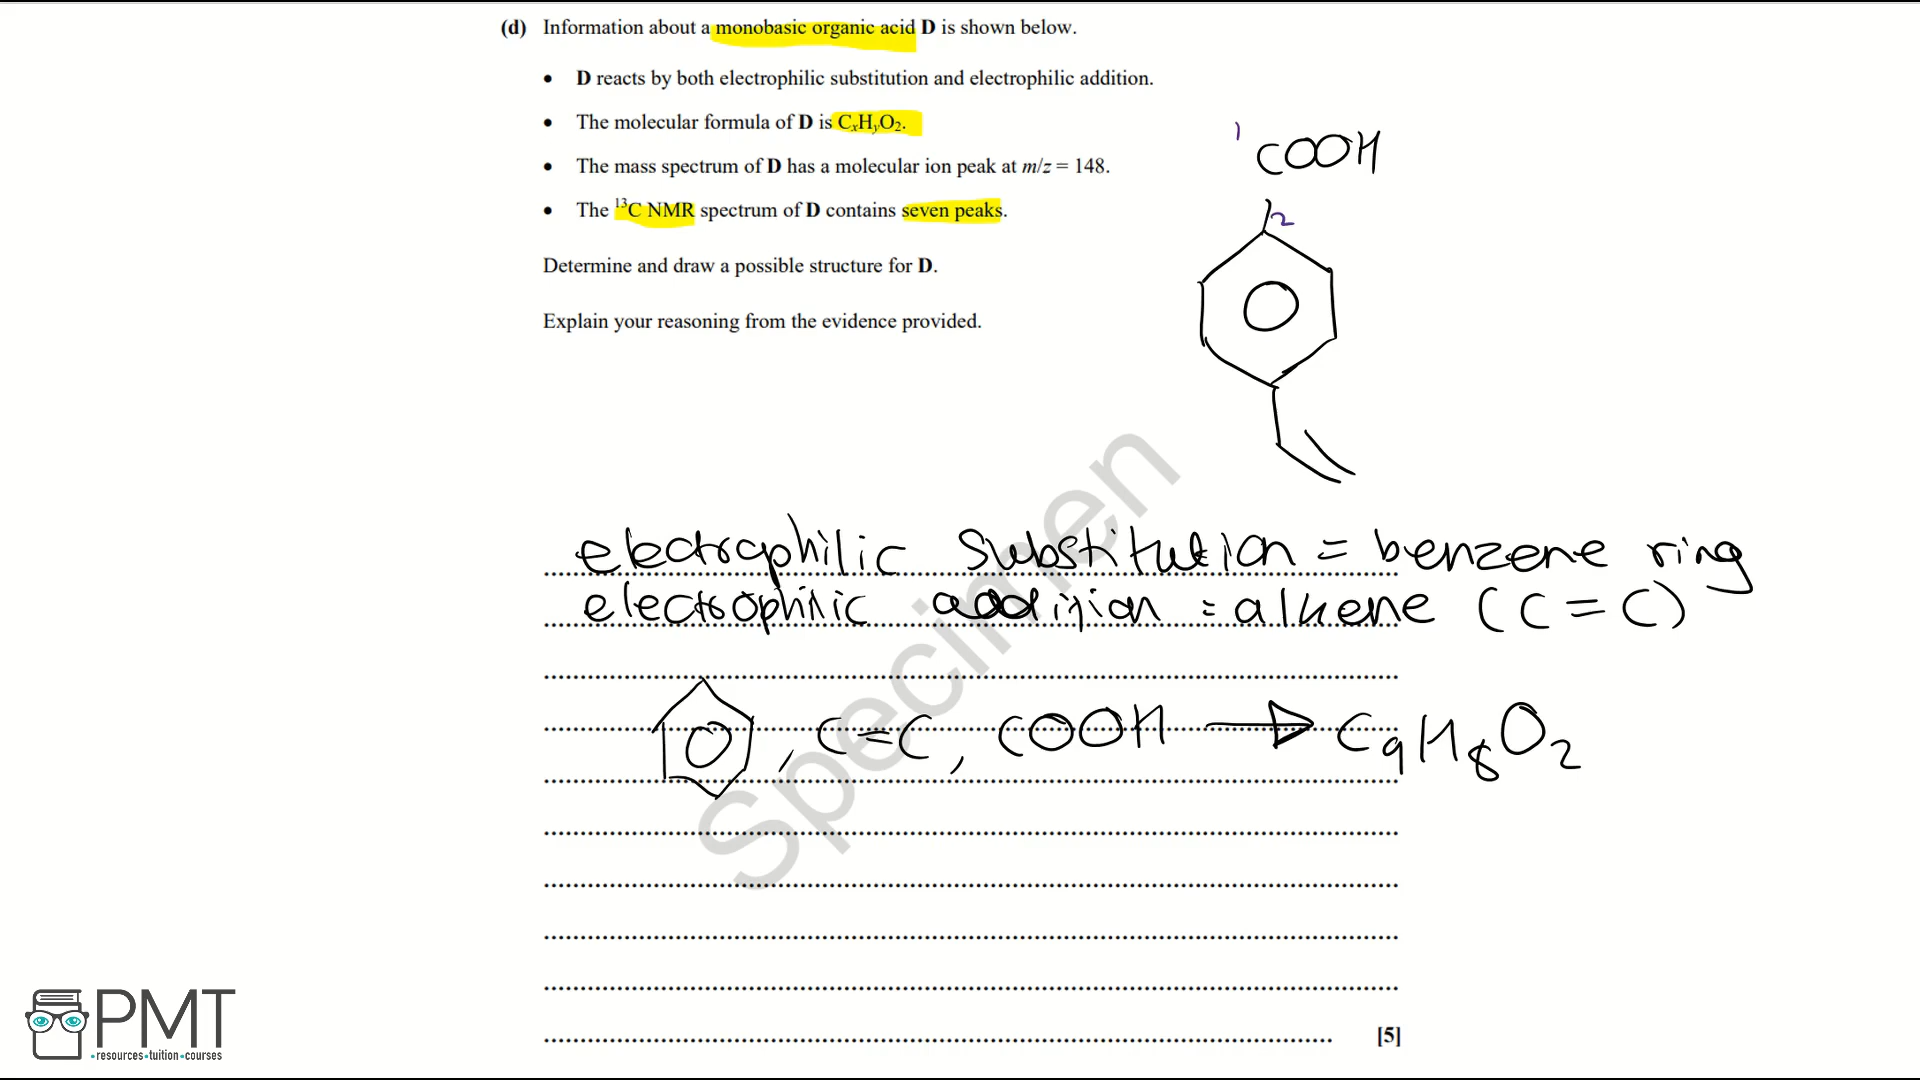 (d) Information about a monobasic organic acid D is shown below.
• D reacts by both electrophilic substitution and electrophilic addition.
• The molecular formula of D is CₓHᵧO₂.
• The mass spectrum of D has a molecular ion peak at m/z = 148.
• The ¹³C NMR spectrum of D contains seven peaks.
Determine and draw a possible structure for D.
Explain your reasoning from the evidence provided.
1
COOH
2
electrophilic substitution = benzene ring
electrophilic addition = alkene (C=C)
, C=C, COOH → C₉H₈O₂
Specimen
[5]
PMT
•resources•tuition•courses